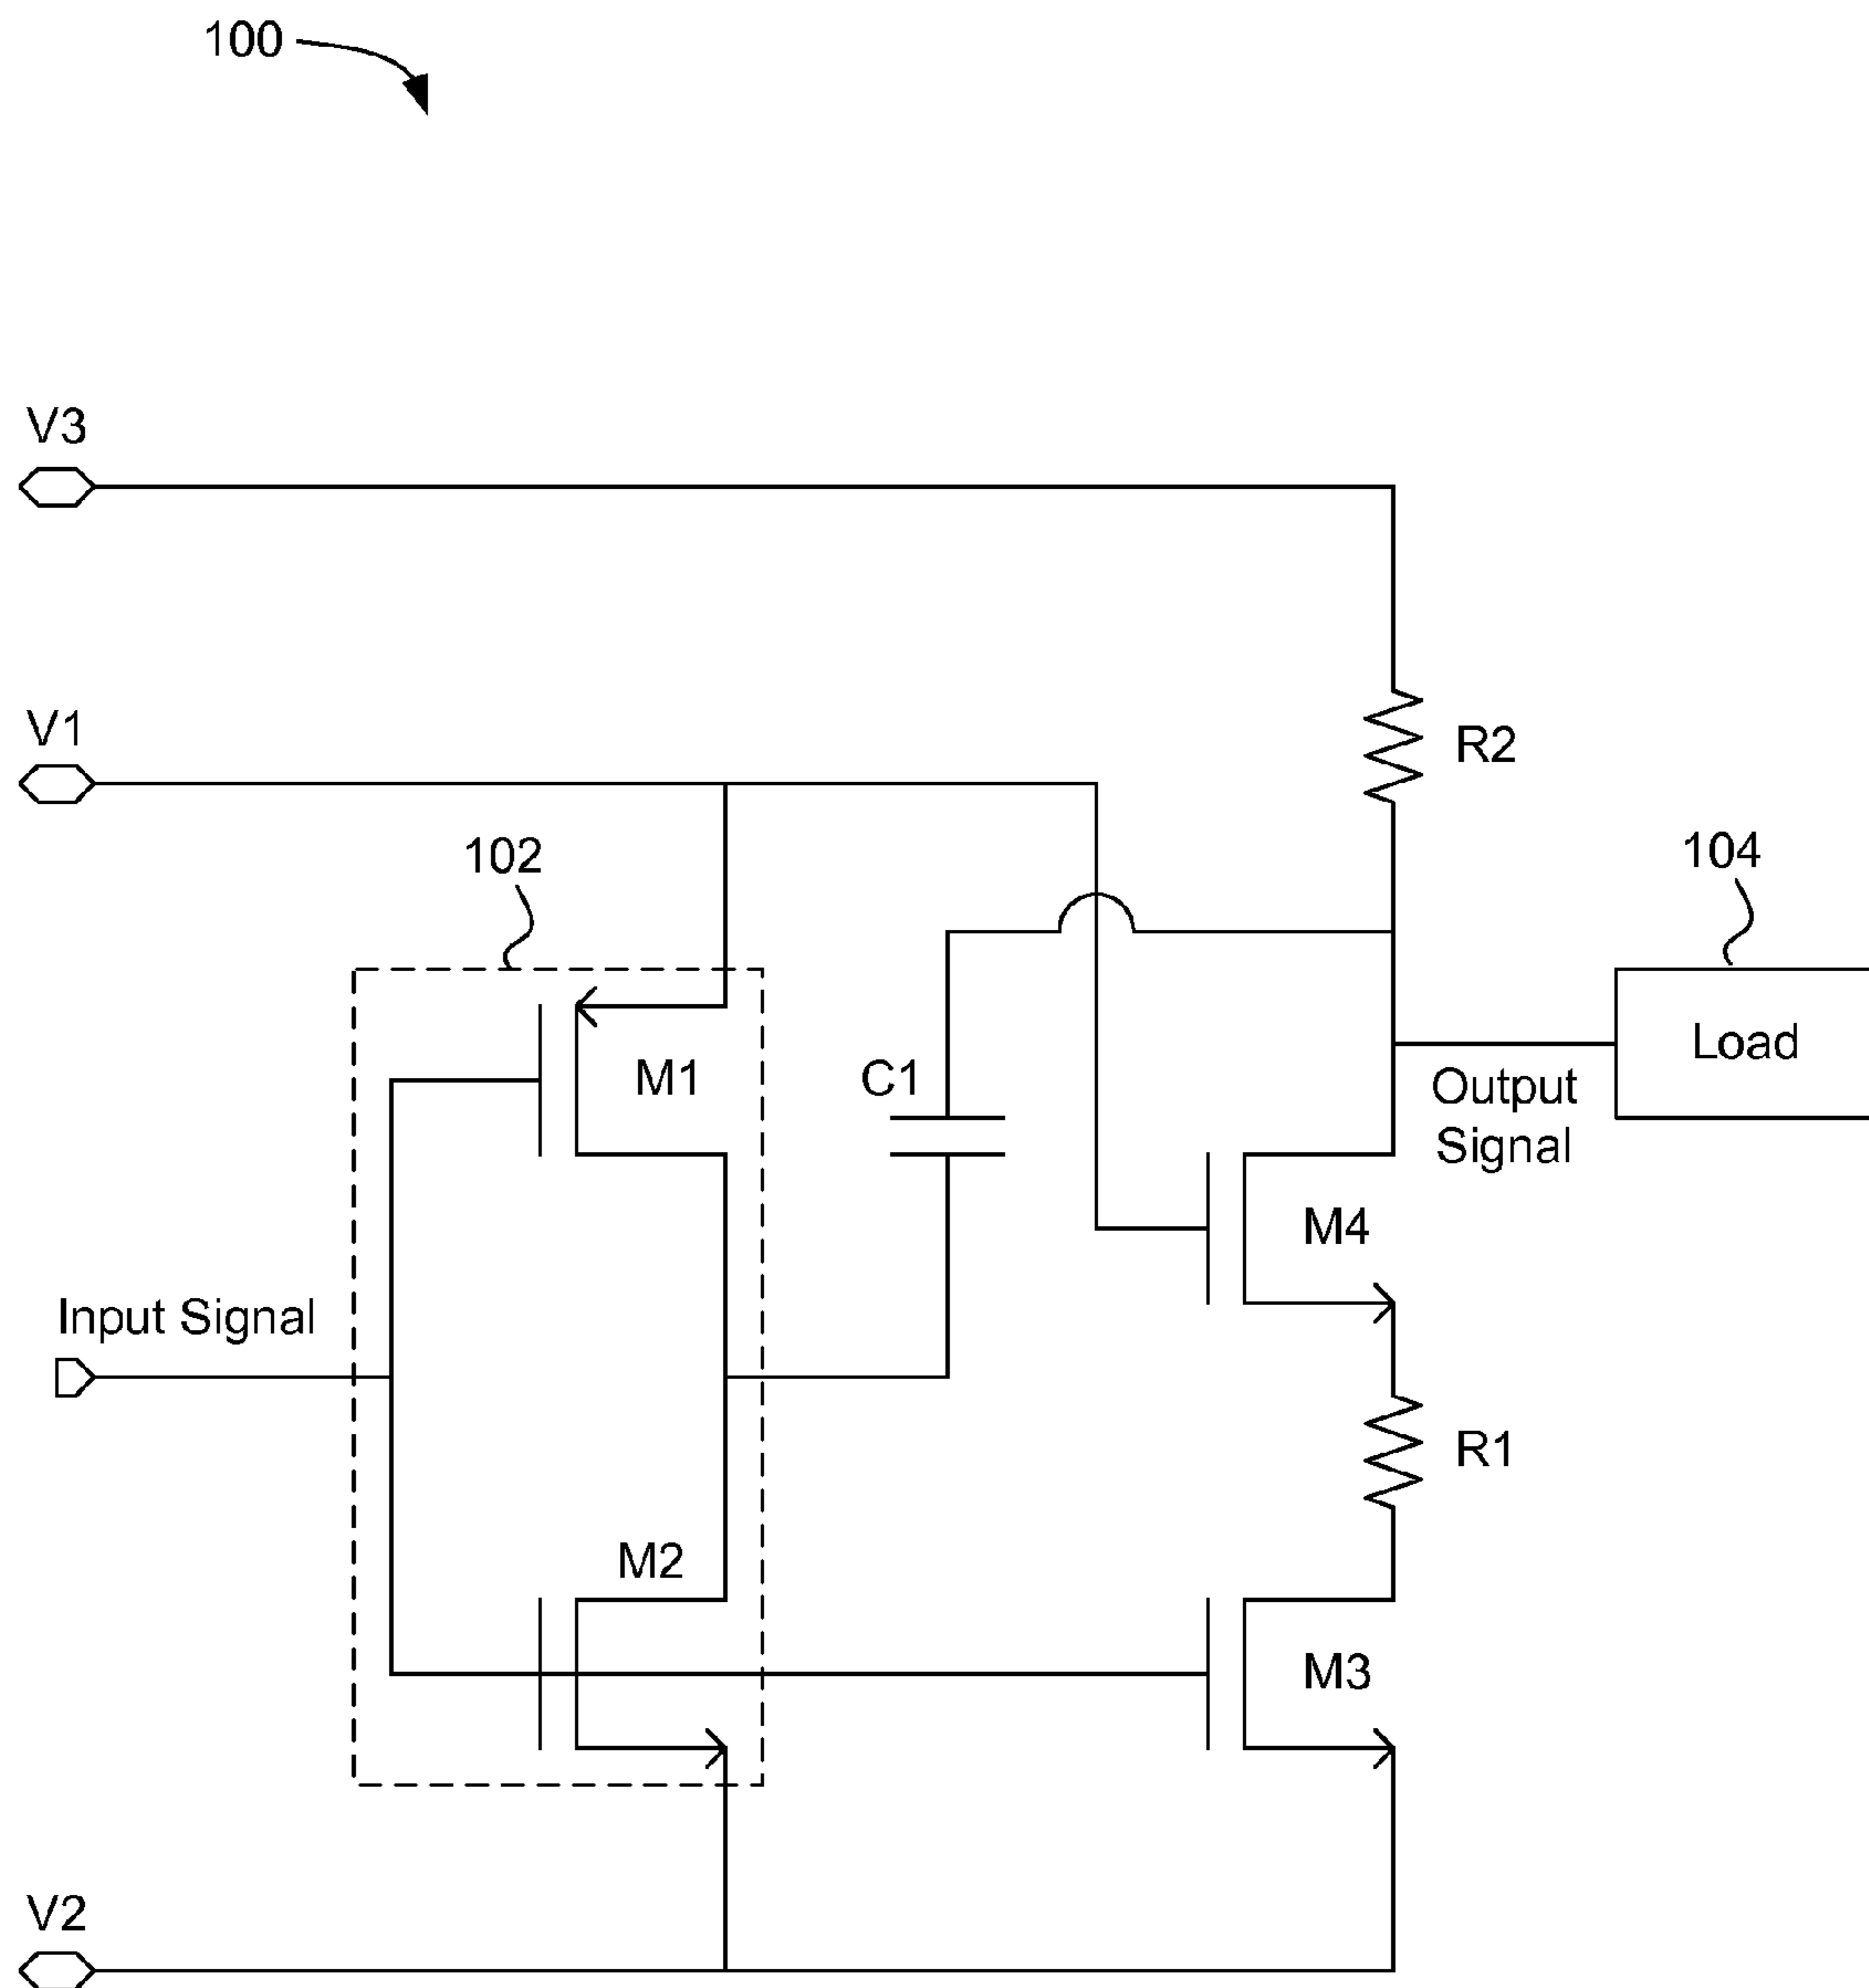 100
V3
V1
R2
102
104
M1
C1
Load
Output
Signal
M4
Input Signal
R1
M2
M3
V2